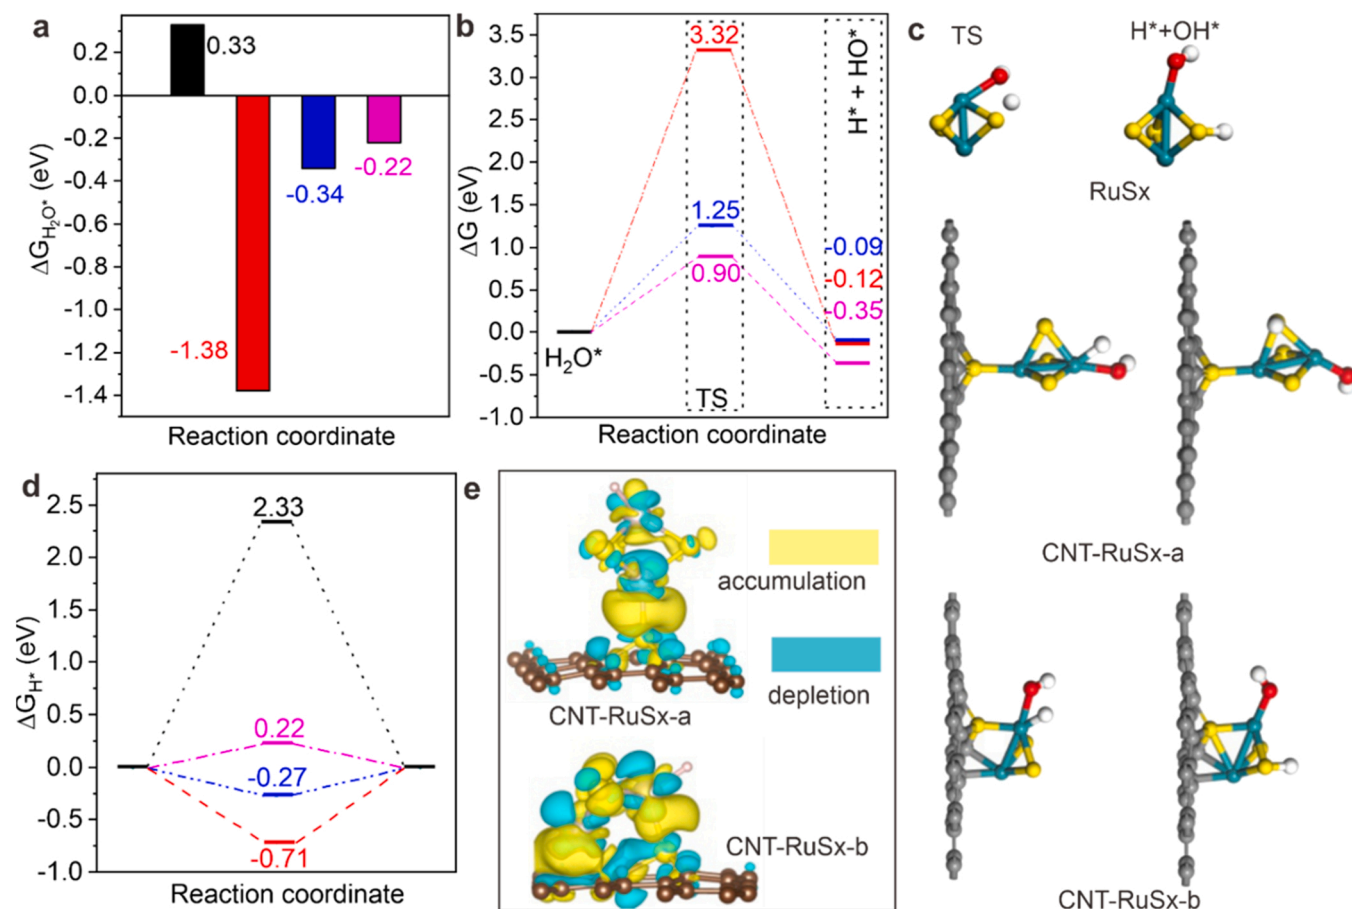 a
0.2
0.0
-0.2
-0.4
-0.6
-0.8
-1.0
-1.2
-1.4
ΔG_H₂O* (eV)
0.33
-1.38
-0.34
-0.22
Reaction coordinate
b
3.5
3.0
2.5
2.0
1.5
1.0
0.5
0.0
-0.5
-1.0
ΔG (eV)
3.32
1.25
0.90
H* + HO*
-0.09
-0.12
-0.35
H₂O*
TS
Reaction coordinate
c
TS
H*+OH*
RuSx
CNT-RuSx-a
CNT-RuSx-b
d
2.5
2.0
1.5
1.0
0.5
0.0
-0.5
-1.0
ΔG_H* (eV)
2.33
0.22
-0.27
-0.71
Reaction coordinate
e
accumulation
depletion
CNT-RuSx-a
CNT-RuSx-b